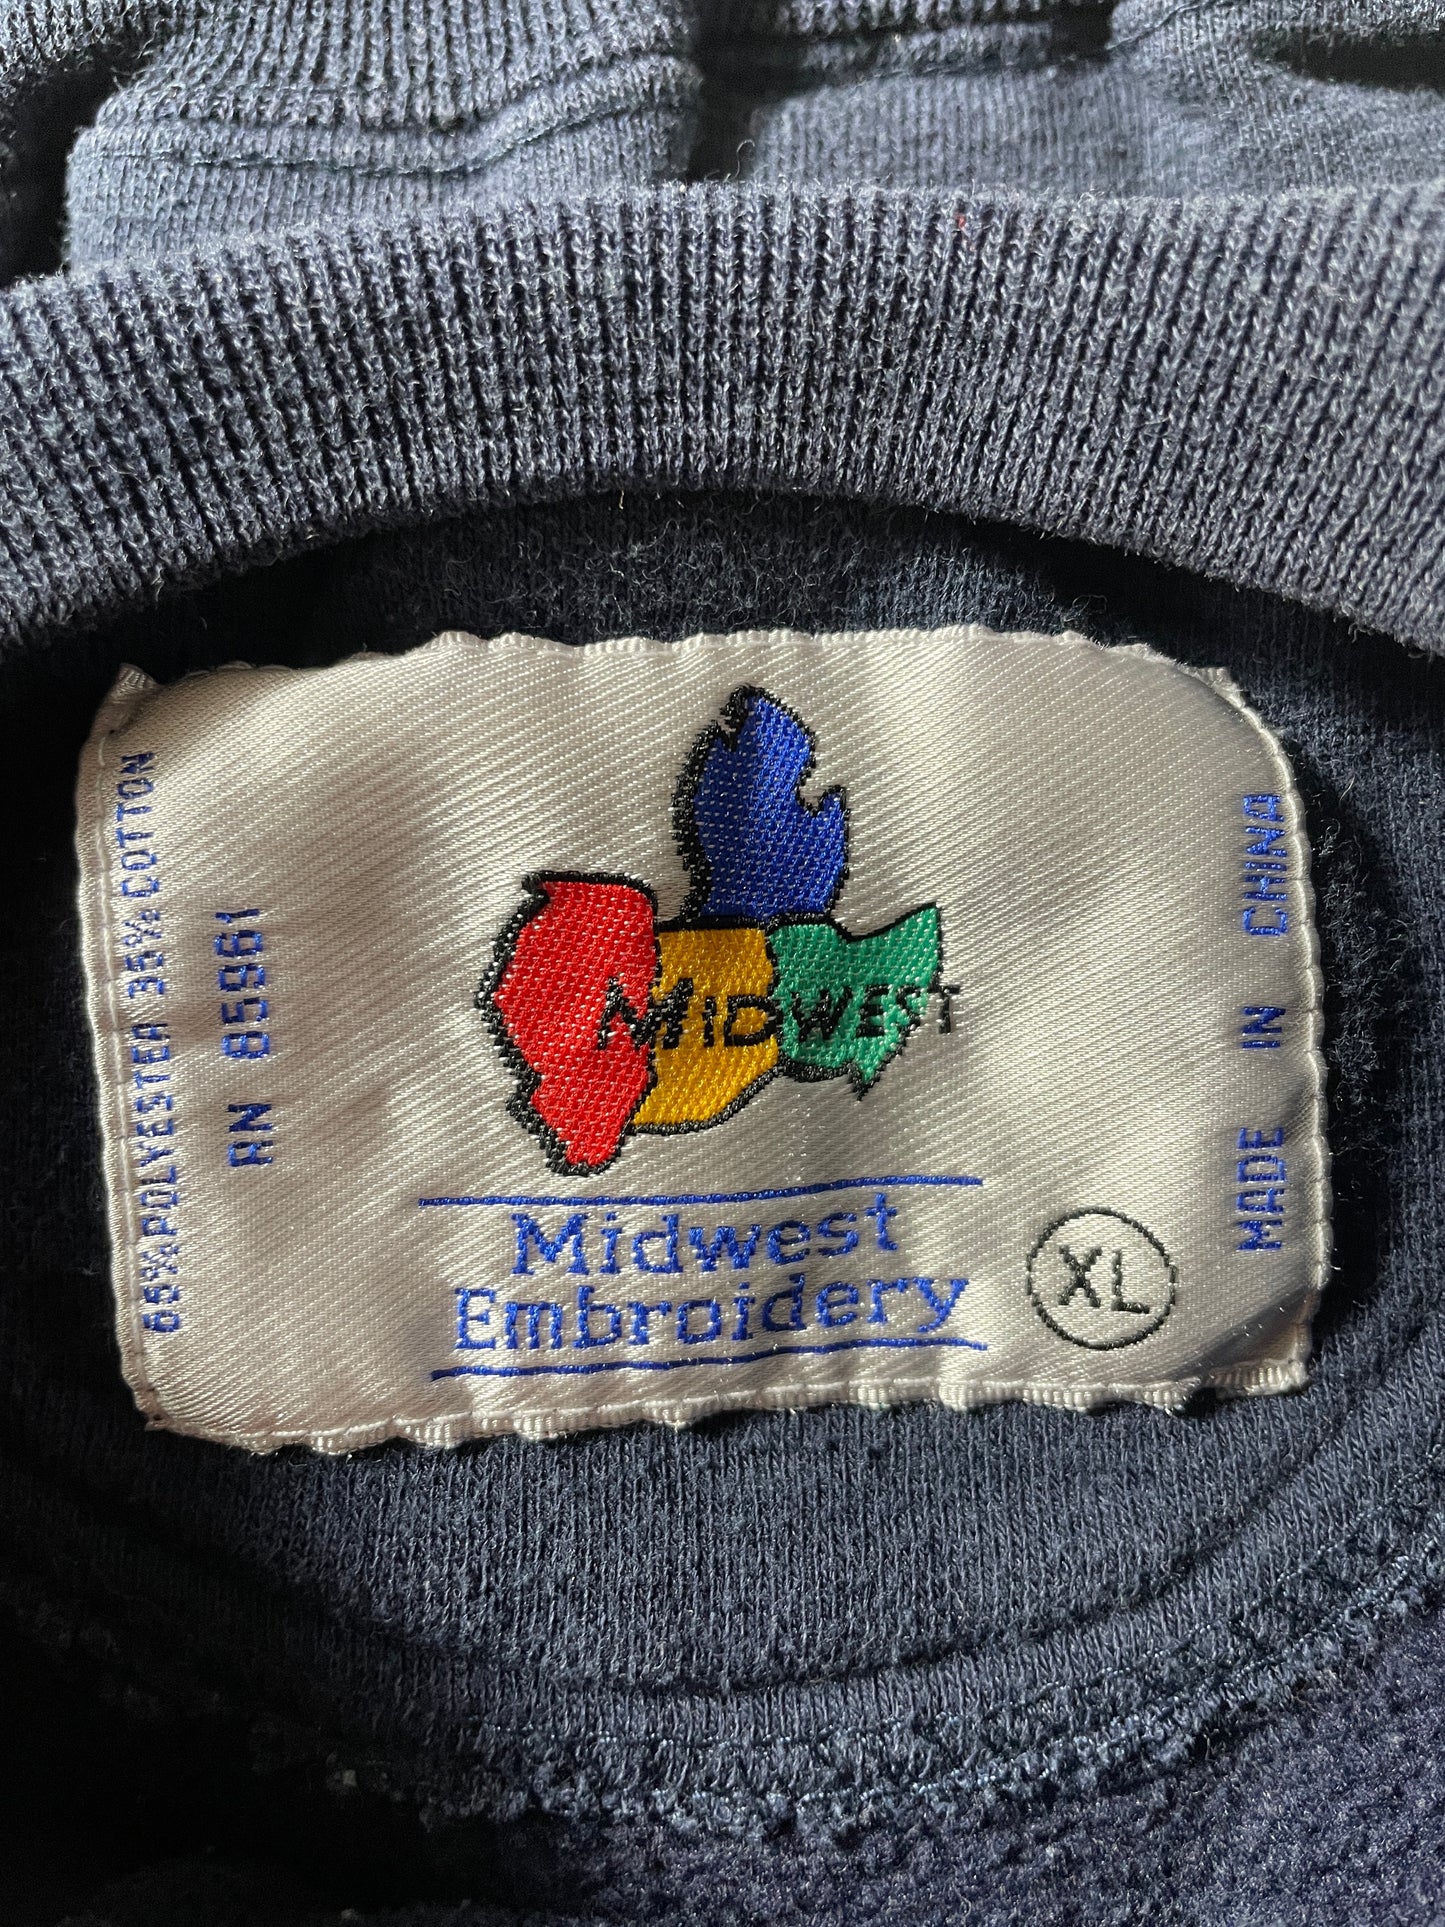 65% POLYESTER 35% COTTON
RN 85961
MIDWEST
Midwest
Embroidery
XL
MADE IN CHINA